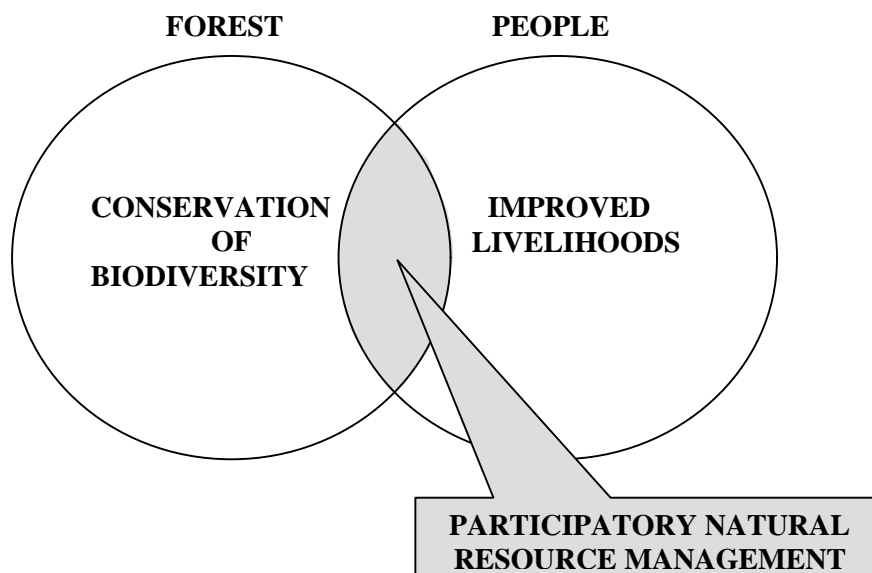 FOREST
PEOPLE
CONSERVATION
OF
BIODIVERSITY
IMPROVED
LIVELIHOODS
PARTICIPATORY NATURAL
RESOURCE MANAGEMENT